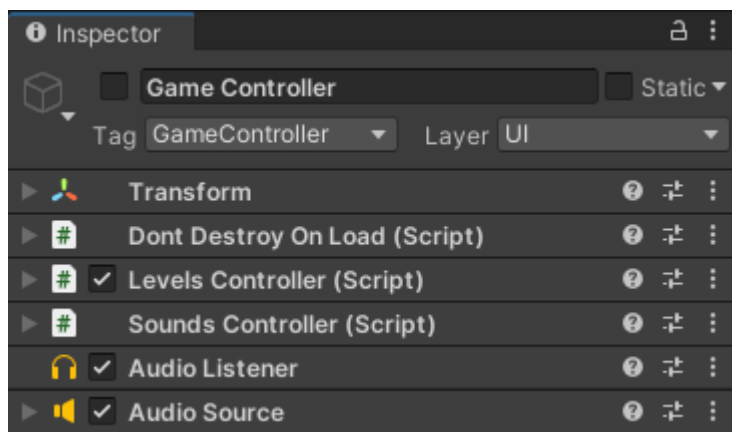 Inspector
Game Controller Static
Tag GameController Layer UI
Transform
Dont Destroy On Load (Script)
# Levels Controller (Script)
# Sounds Controller (Script)
Audio Listener
Audio Source